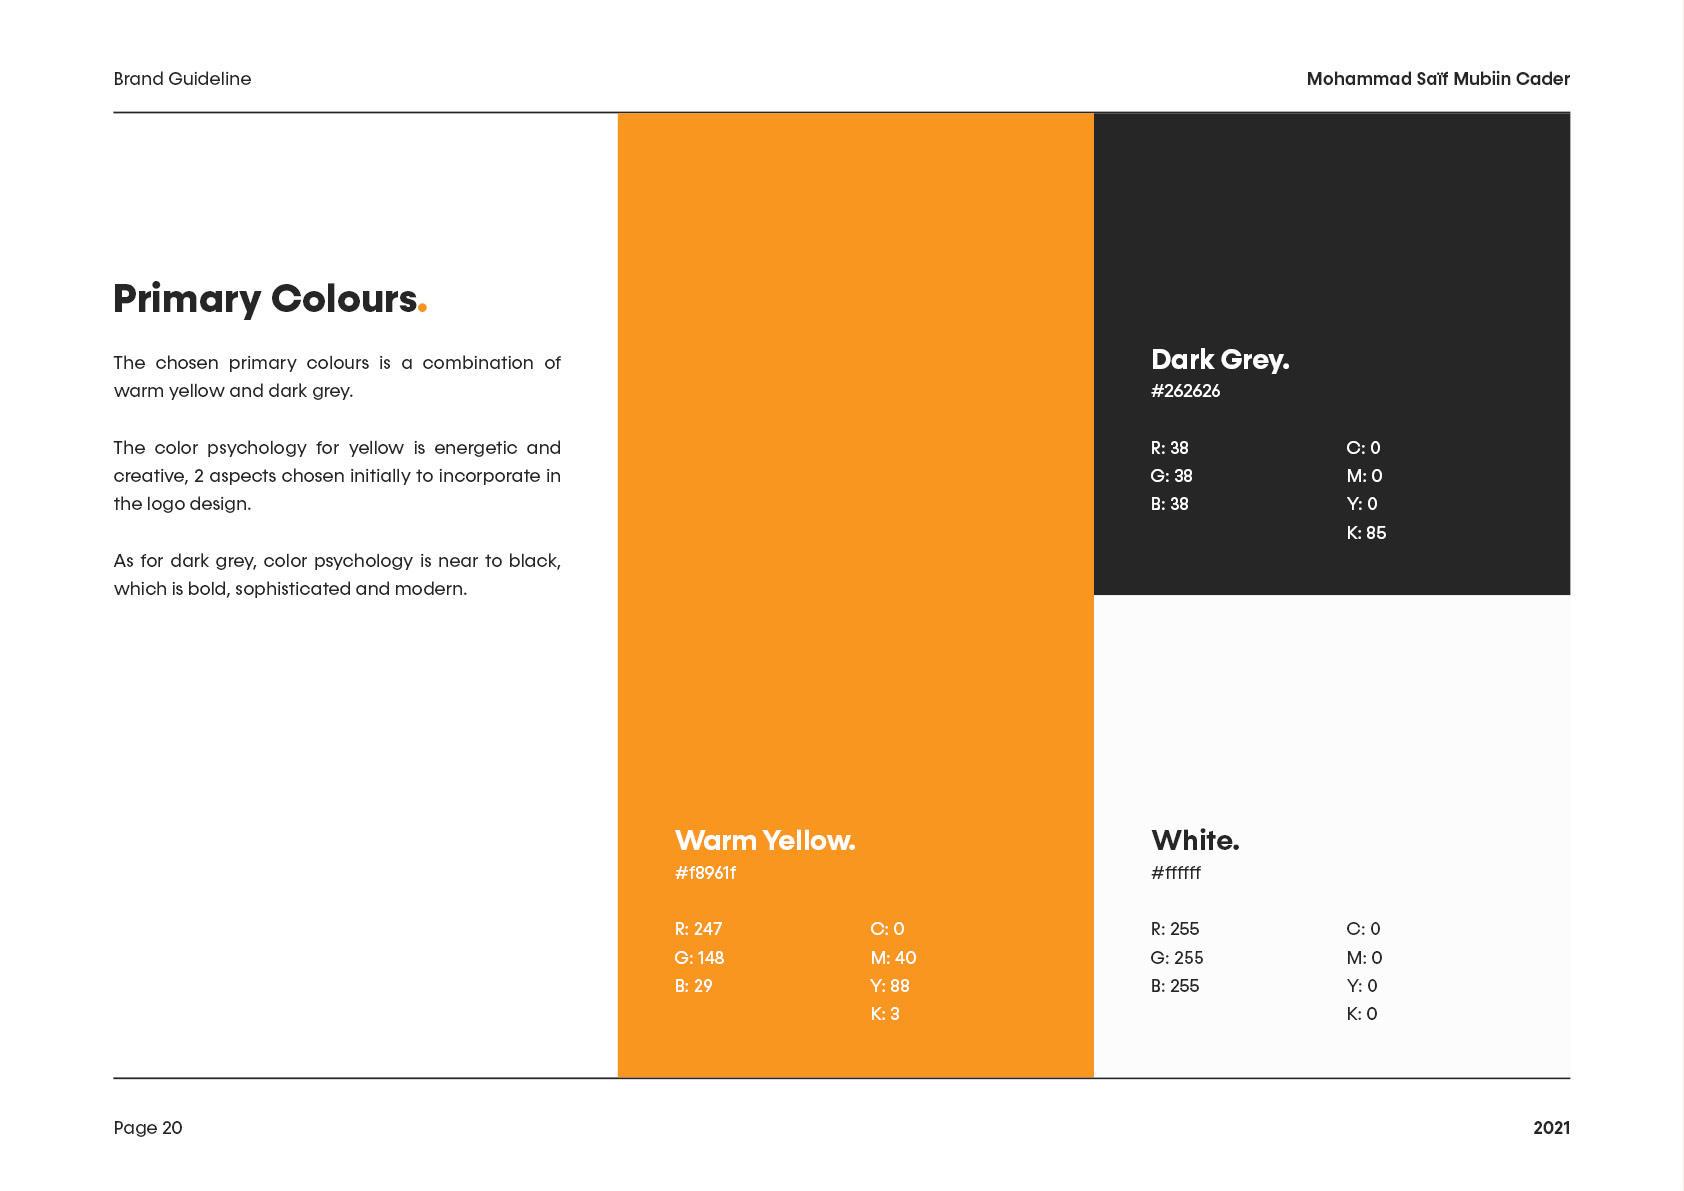 Brand Guideline
Mohammad Saïf Mubiin Cader
Primary Colours.
The chosen primary colours is a combination of
warm yellow and dark grey.
The color psychology for yellow is energetic and
creative, 2 aspects chosen initially to incorporate in
the logo design.
As for dark grey, color psychology is near to black,
which is bold, sophisticated and modern.
Warm Yellow.
#f8961f
R: 247
G: 148
B: 29
C: 0
M: 40
Y: 88
K: 3
Dark Grey.
#262626
R: 38
G: 38
B: 38
C: 0
M: 0
Y: 0
K: 85
White.
#ffffff
R: 255
G: 255
B: 255
C: 0
M: 0
Y: 0
K: 0
Page 20
2021